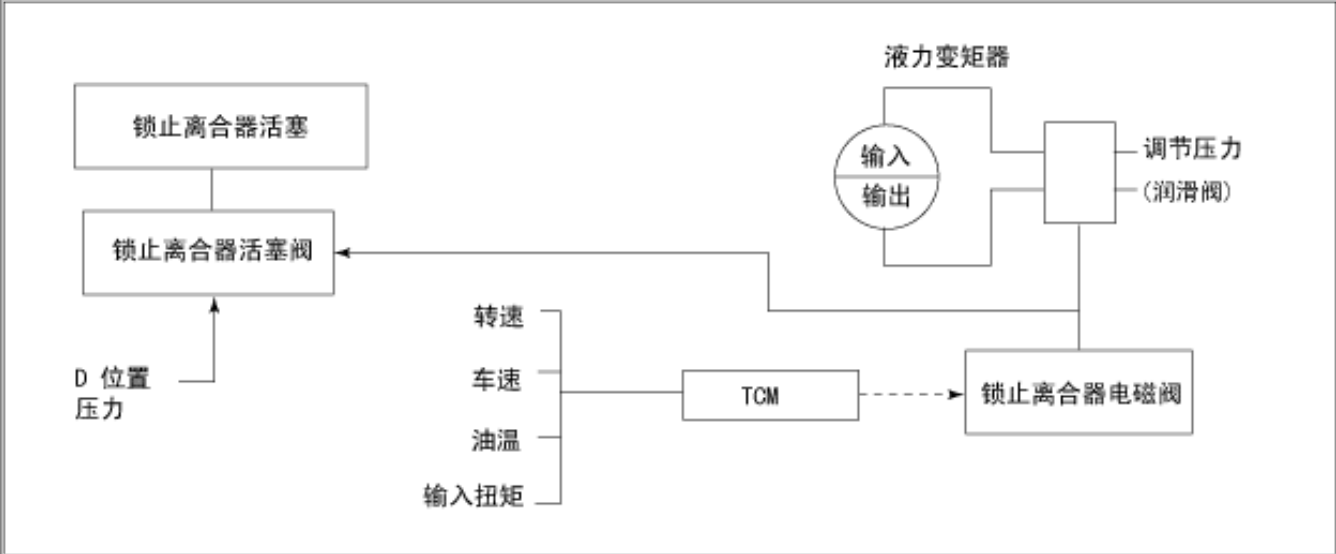 液力变矩器
锁止离合器活塞
输入
调节压力
输出
(润滑阀)
锁止离合器活塞阀
转速
D 位置
压力
车速
TCM
锁止离合器电磁阀
油温
输入扭矩